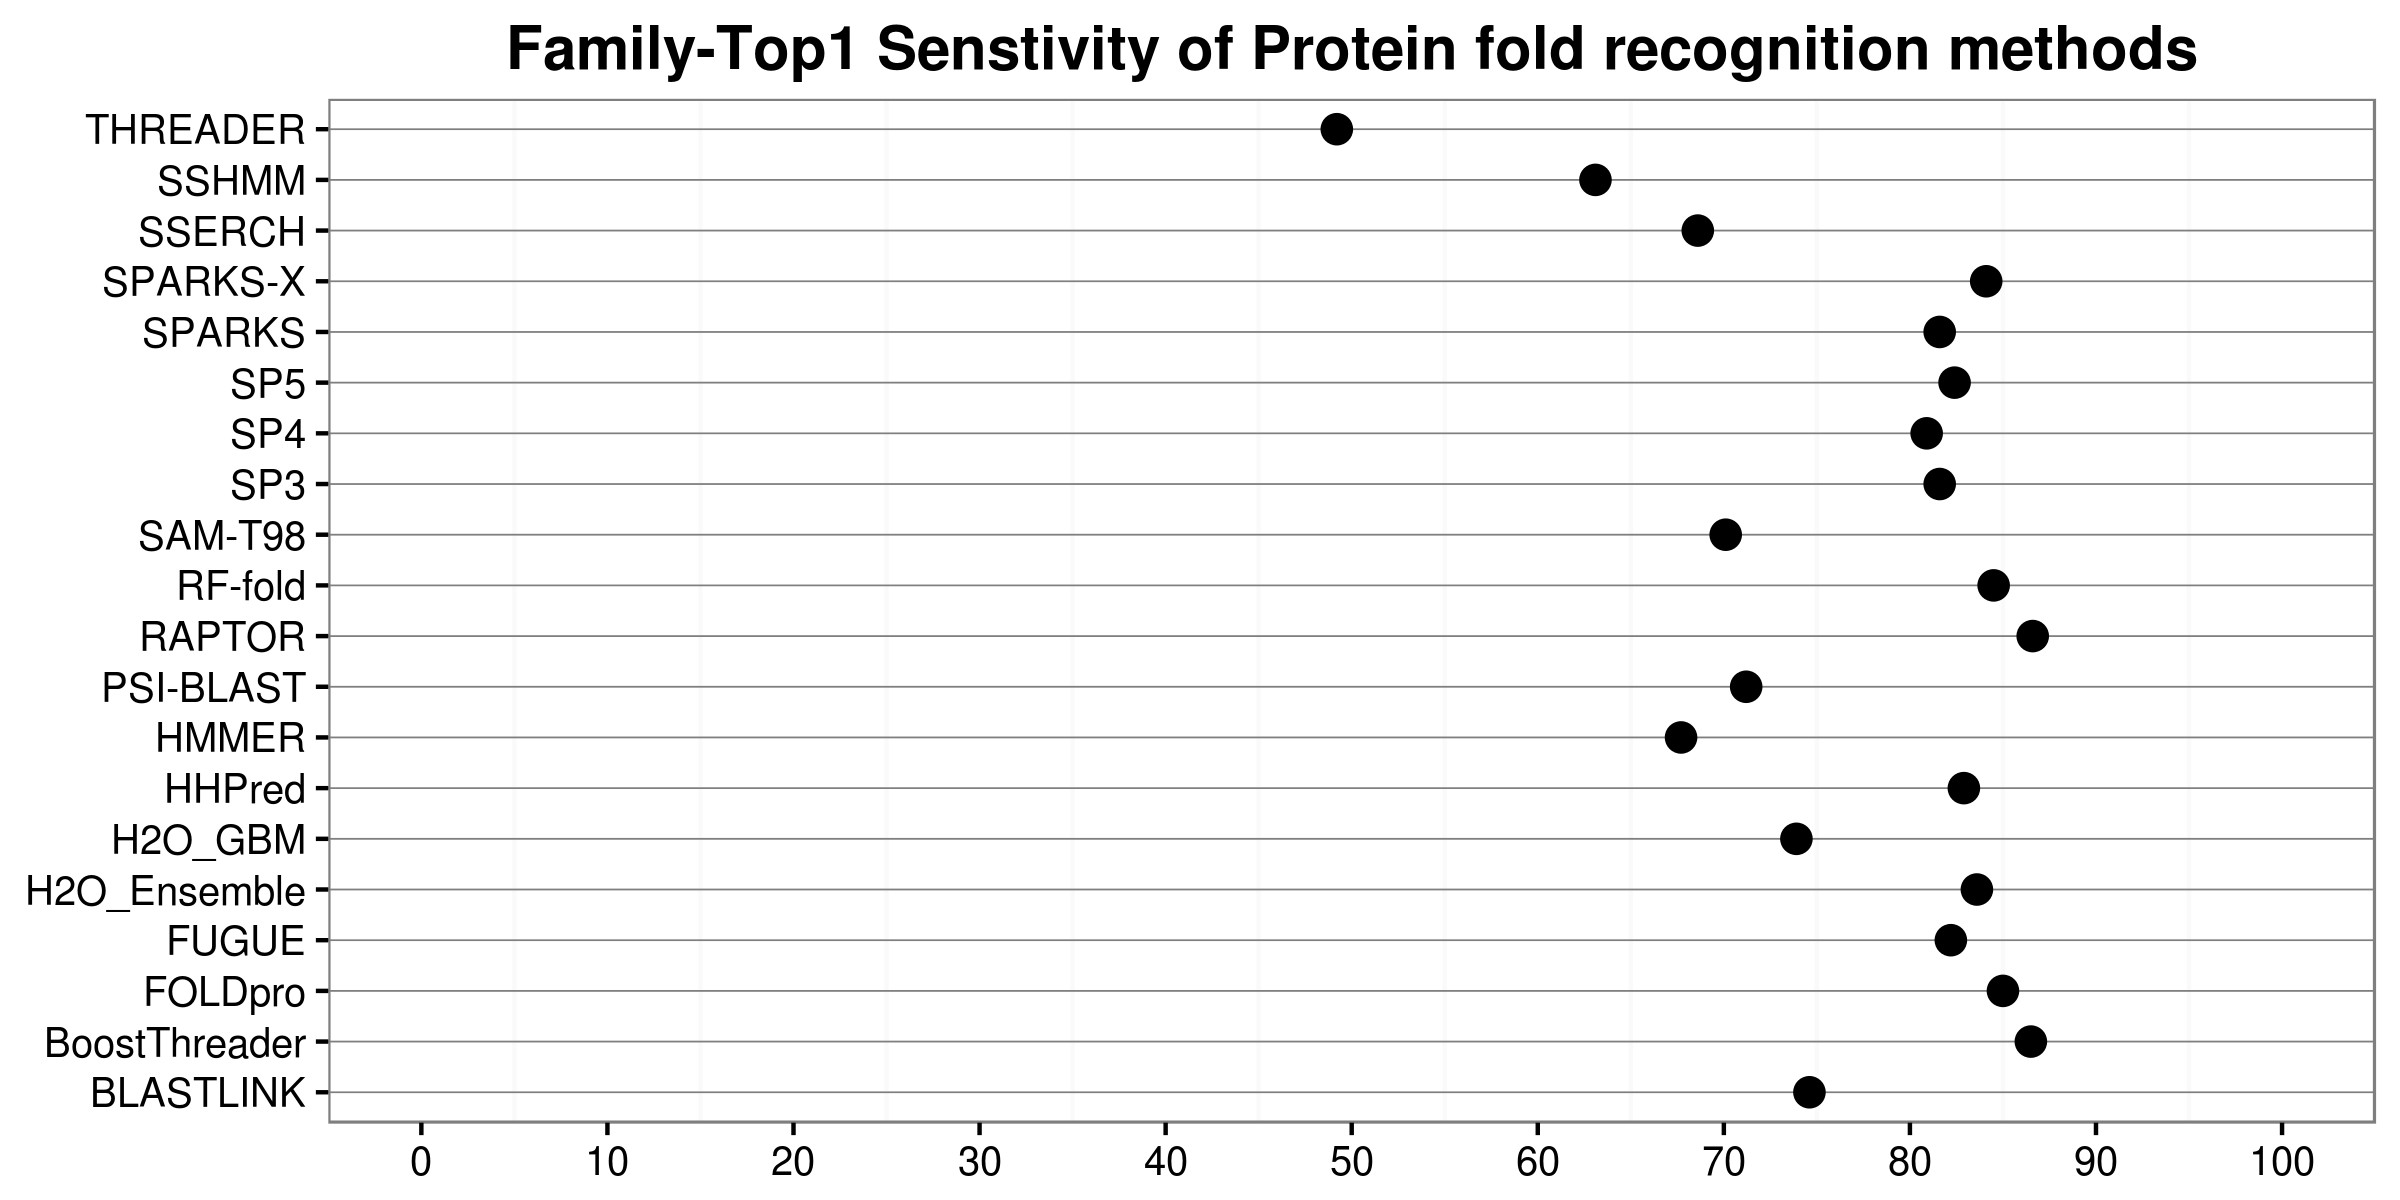 Family-Top1 Senstivity of Protein fold recognition methods
THREADER
SSHMM
SSERCH
SPARKS-X
SPARKS
SP5
SP4
SP3
SAM-T98
RF-fold
RAPTOR
PSI-BLAST
HMMER
HHPred
H2O_GBM
H2O_Ensemble
FUGUE
FOLDpro
BoostThreader
BLASTLINK
0 10 20 30 40 50 60 70 80 90 100